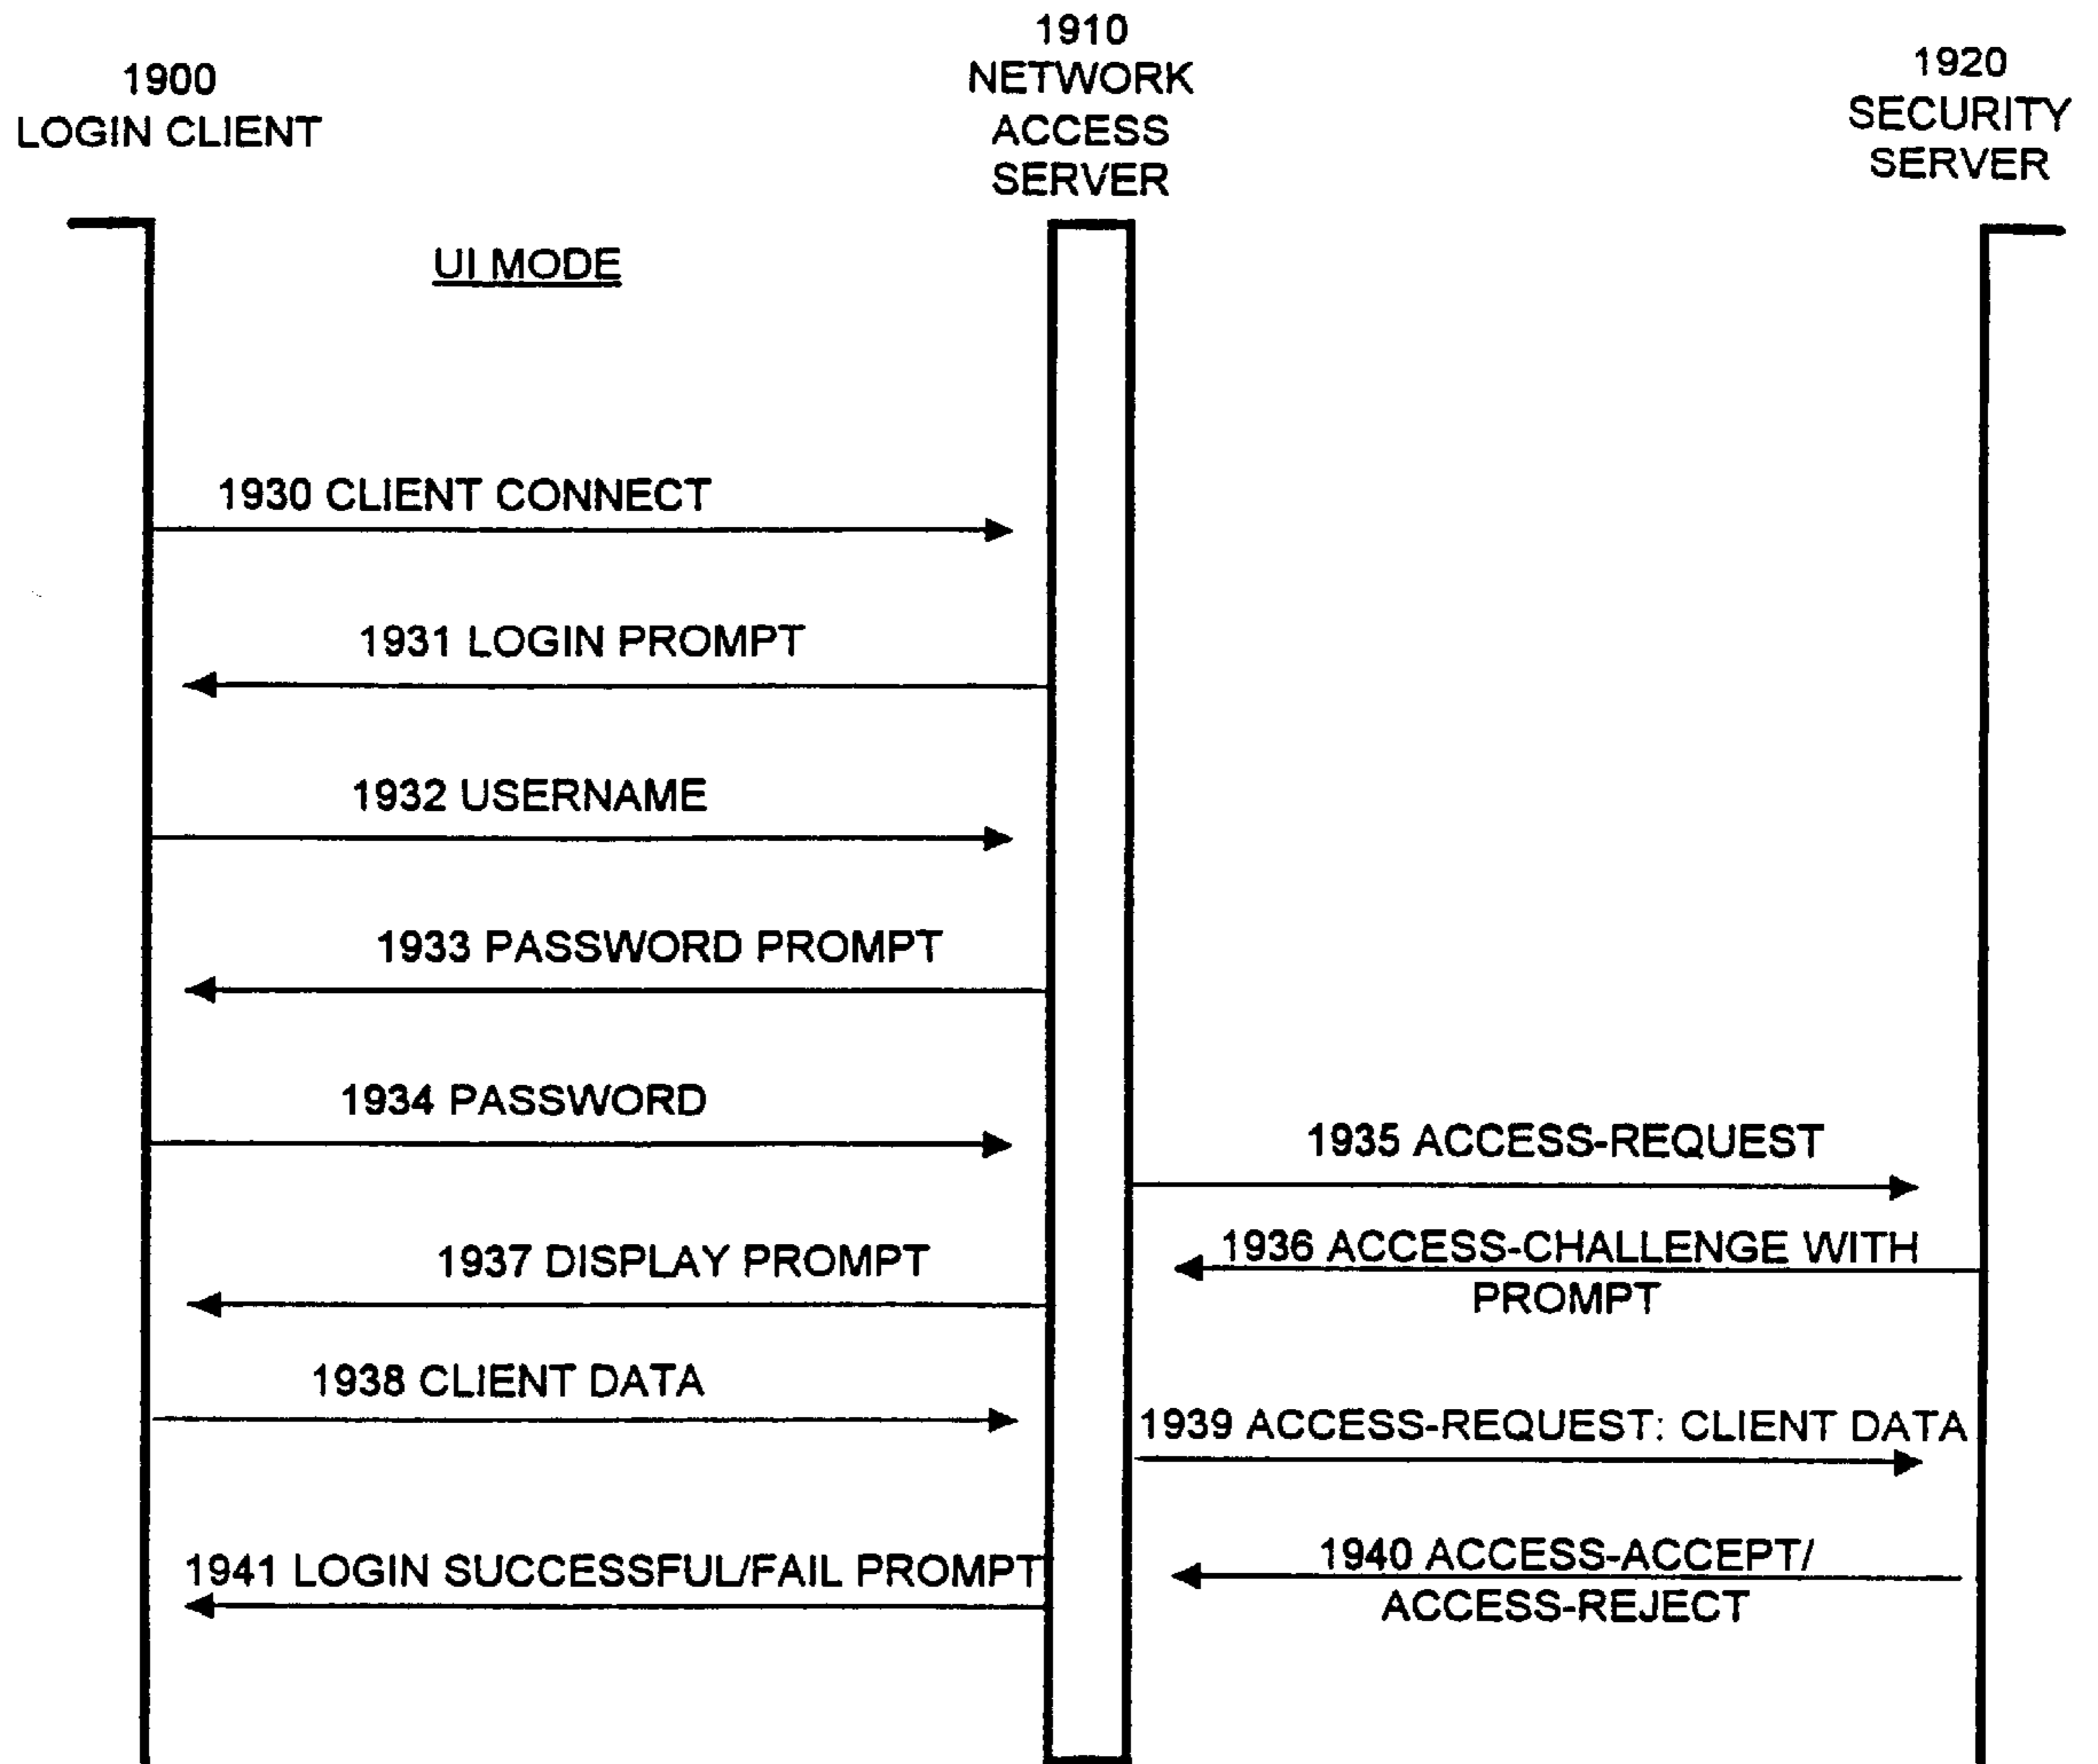 1900
LOGIN CLIENT
1910
NETWORK
ACCESS
SERVER
1920
SECURITY
SERVER
UI MODE
1930 CLIENT CONNECT
1931 LOGIN PROMPT
1932 USERNAME
1933 PASSWORD PROMPT
1934 PASSWORD
1935 ACCESS-REQUEST
1936 ACCESS-CHALLENGE WITH
PROMPT
1937 DISPLAY PROMPT
1938 CLIENT DATA
1939 ACCESS-REQUEST: CLIENT DATA
1940 ACCESS-ACCEPT/
ACCESS-REJECT
1941 LOGIN SUCCESSFUL/FAIL PROMPT